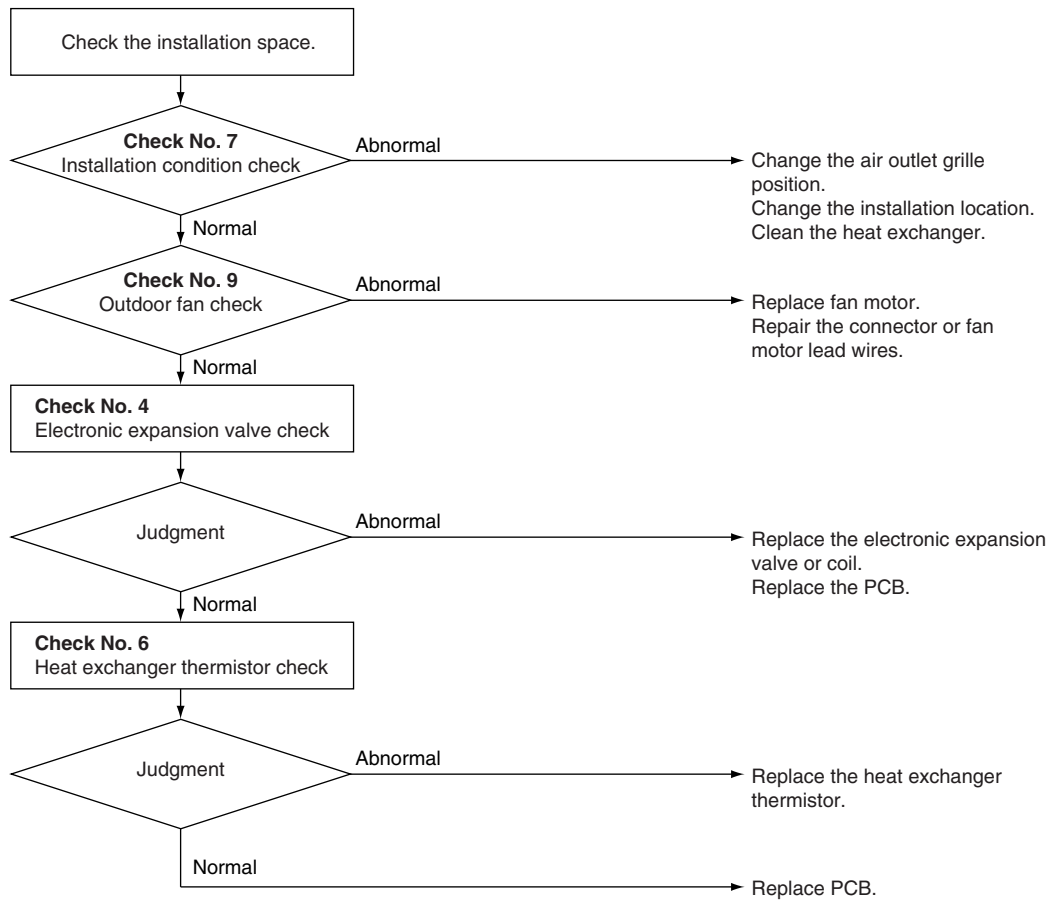 Check the installation space.
Check No. 7
Installation condition check
Abnormal
Change the air outlet grille
position.
Change the installation location.
Clean the heat exchanger.
Normal
Check No. 9
Outdoor fan check
Abnormal
Replace fan motor.
Repair the connector or fan
motor lead wires.
Normal
Check No. 4
Electronic expansion valve check
Judgment
Abnormal
Replace the electronic expansion
valve or coil.
Replace the PCB.
Normal
Check No. 6
Heat exchanger thermistor check
Judgment
Abnormal
Replace the heat exchanger
thermistor.
Normal
Replace PCB.